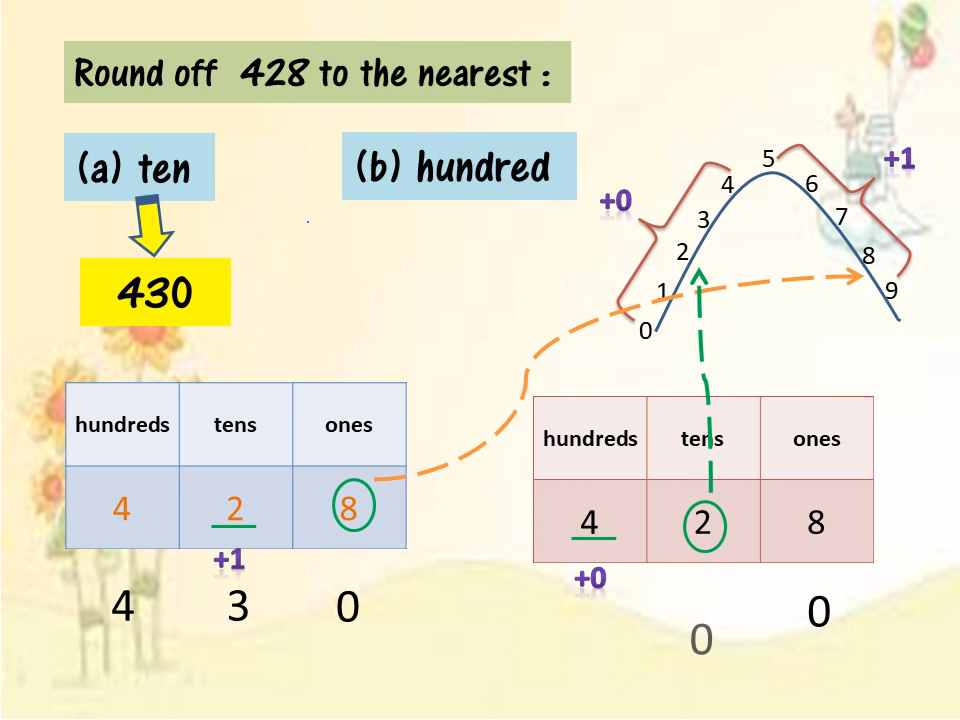 Round off 428 to the nearest :
(a) ten
(b) hundred
430
+0
+1
0
1
2
3
4
5
6
7
8
9
hundreds tens ones
4 2 8
+1
4 3 0
hundreds tens ones
4 2 8
+0
0 0